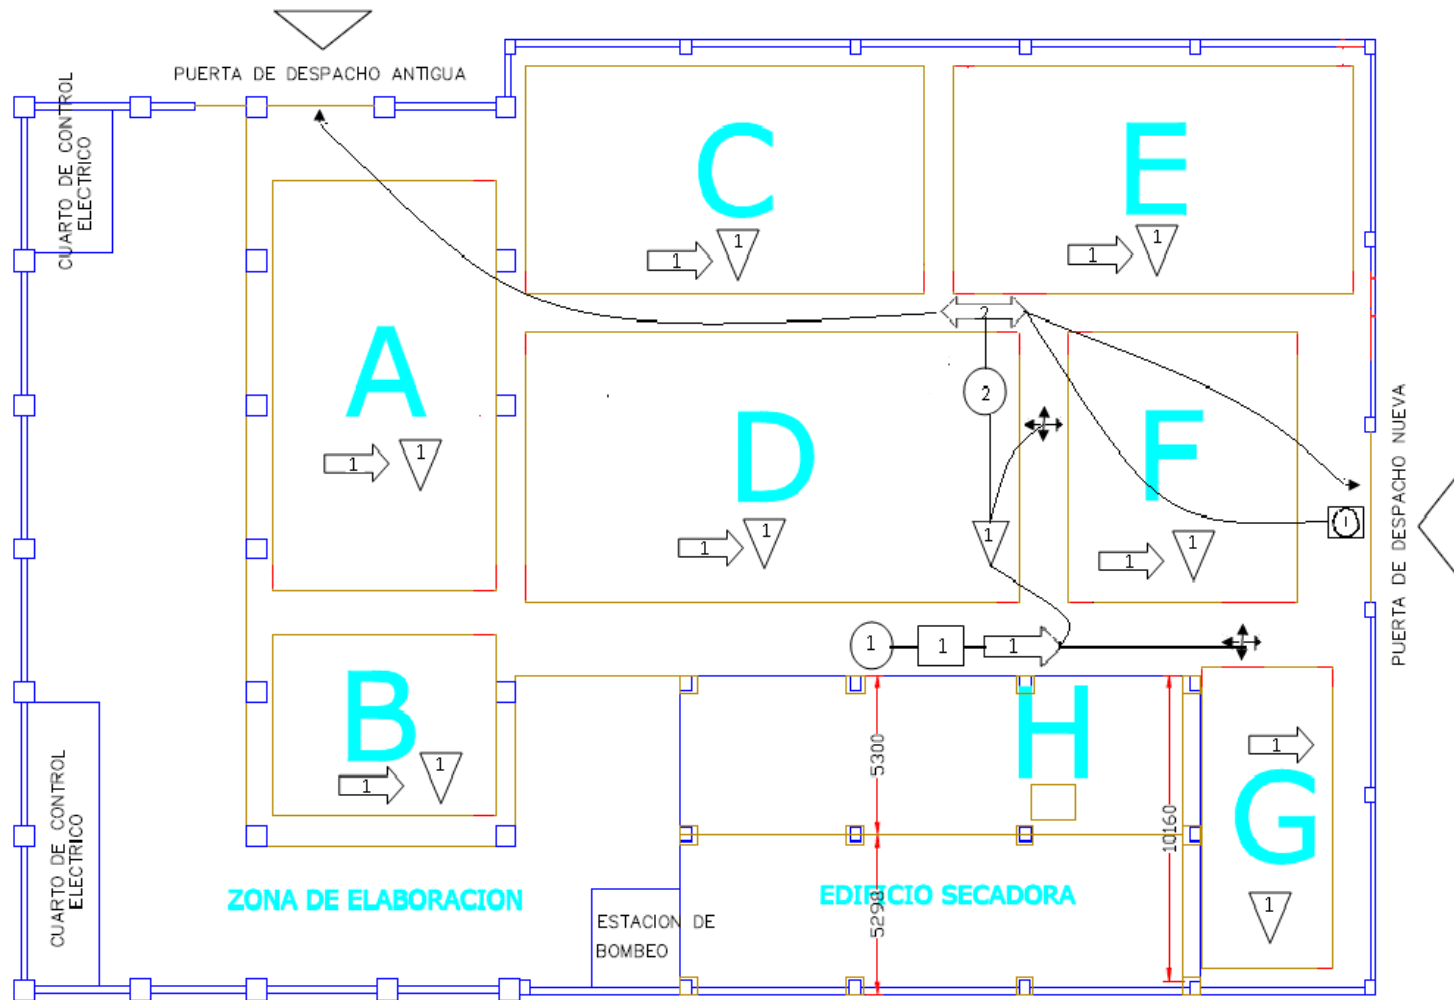 PUERTA DE DESPACHO ANTIGUA
CUARTO DE CONTROL
ELECTRICO
C
1
1
E
1
1
2
A
1
1
D
1
1
2
1
F
1
1
I
PUERTA DE DESPACHO NUEVA
1
1
1
B
1
1
H
5300
10160
5298
G
1
1
CUARTO DE CONTROL
ELECTRICO
ZONA DE ELABORACION
EDIFICIO SECADORA
ESTACION DE
BOMBEO